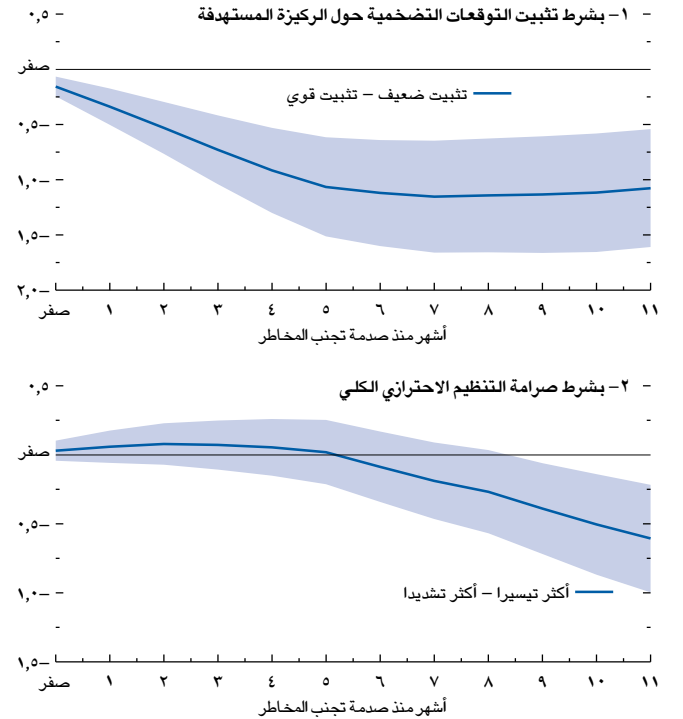 ١– بشرط تثبيت التوقعات التضخمية حول الركيزة المستهدفة
٠,٥
صفر
٠,٥–
١,٠–
١,٥–
٢,٠–
تثبيت ضعيف – تثبيت قوي
صفر ١ ٢ ٣ ٤ ٥ ٦ ٧ ٨ ٩ ١٠ ١١
أشهر منذ صدمة تجنب المخاطر
٢– بشرط صرامة التنظيم الاحترازي الكلي
٠,٥
صفر
٠,٥–
١,٠–
١,٥–
أكثر تيسيرا – أكثر تشديدا
صفر ١ ٢ ٣ ٤ ٥ ٦ ٧ ٨ ٩ ١٠ ١١
أشهر منذ صدمة تجنب المخاطر